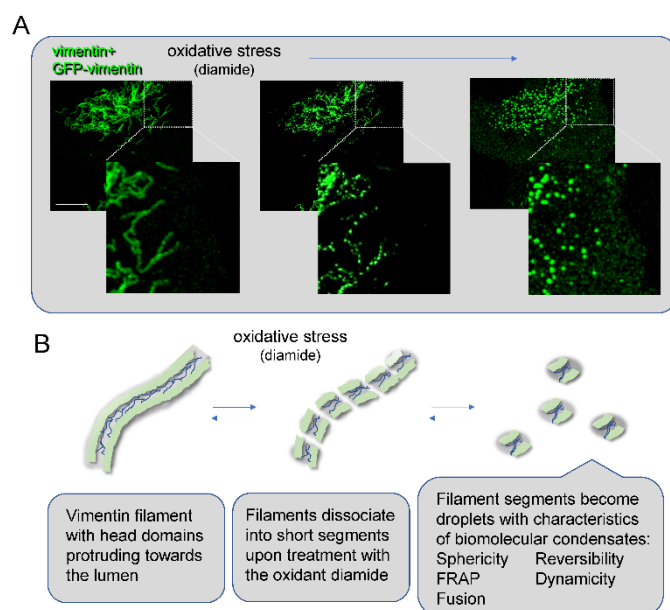 A
vimentin+
GFP-vimentin
oxidative stress
(diamide)
B
oxidative stress
(diamide)
Vimentin filament
with head domains
protruding towards
the lumen
Filaments dissociate
into short segments
upon treatment with
the oxidant diamide
Filament segments become
droplets with characteristics
of biomolecular condensates:
Sphericity Reversibility
FRAP Dynamicity
Fusion